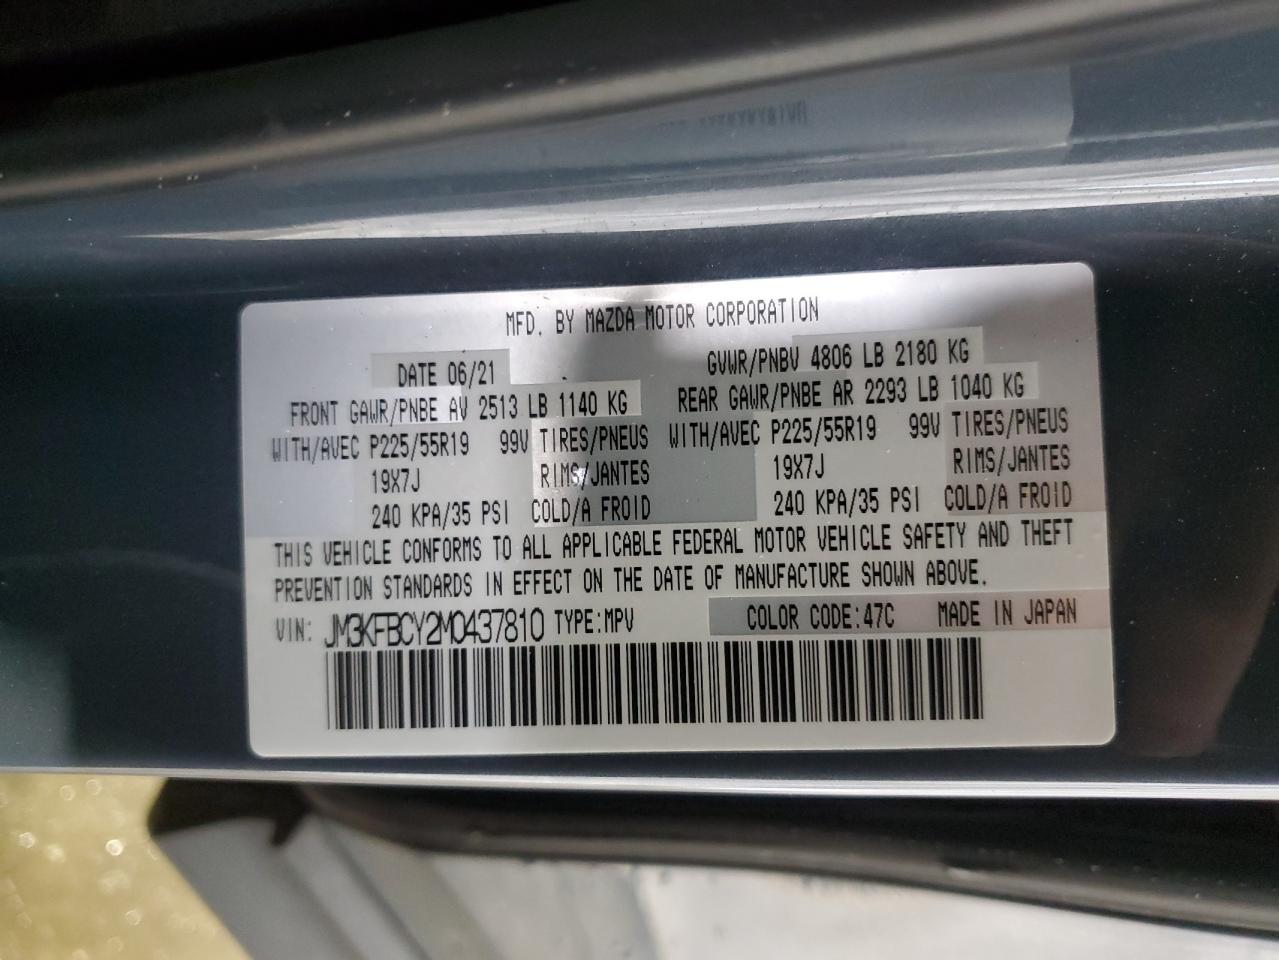 MFD. BY MAZDA MOTOR CORPORATION
DATE 06/21 GVWR/PNBV 4806 LB 2180 KG
FRONT GAWR/PNBE AV 2513 LB 1140 KG REAR GAWR/PNBE AR 2293 LB 1040 KG
WITH/AVEC P225/55R19 99V TIRES/PNEUS WITH/AVEC P225/55R19 99V TIRES/PNEUS
19X7J RIMS/JANTES 19X7J RIMS/JANTES
240 KPA/35 PSI COLD/A FROID 240 KPA/35 PSI COLD/A FROID
THIS VEHICLE CONFORMS TO ALL APPLICABLE FEDERAL MOTOR VEHICLE SAFETY AND THEFT
PREVENTION STANDARDS IN EFFECT ON THE DATE OF MANUFACTURE SHOWN ABOVE.
VIN: JM3KFBCY2M0437810 TYPE:MPV COLOR CODE:47C MADE IN JAPAN